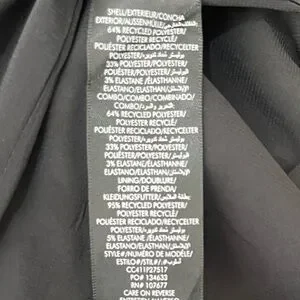 SHELL/EXTERIEUR/CONCHA
EXTERIOR/AUSSENHÜLLE/
64% RECYCLED POLYESTER/
POLYESTER RECYCLÉ/
POLIÉSTER RECICLADO/RECYCELTER
POLYESTER/
33% POLYESTER/POLYESTER/
POLIÉSTER/POLYESTER/بوليستر
3% ELASTANE/ÉLASTHANNE/
ELASTANO/ELASTHAN/
COMBO/COMBO/COMBINADO/
COMBO/
64% RECYCLED POLYESTER/
POLYESTER RECYCLÉ/
POLIÉSTER RECICLADO/RECYCELTER
POLYESTER/
33% POLYESTER/POLYESTER/
POLIÉSTER/POLYESTER/بوليستر
3% ELASTANE/ÉLASTHANNE/
ELASTANO/ELASTHAN/
LINING/DOUBLURE/
FORRO DE PRENDA/
KLEIDUNGSFUTTER/
95% RECYCLED POLYESTER/
POLYESTER RECYCLÉ/
POLIÉSTER RECICLADO/RECYCELTER
POLYESTER/
5% ELASTANE/ÉLASTHANNE/
ELASTANO/ELASTHAN/
STYLE#/NUMÉRO DE MODÈLE/
ESTILO#/STIL#/
CC411P27517
PO# 134633
RN# 107677
CARE ON REVERSE